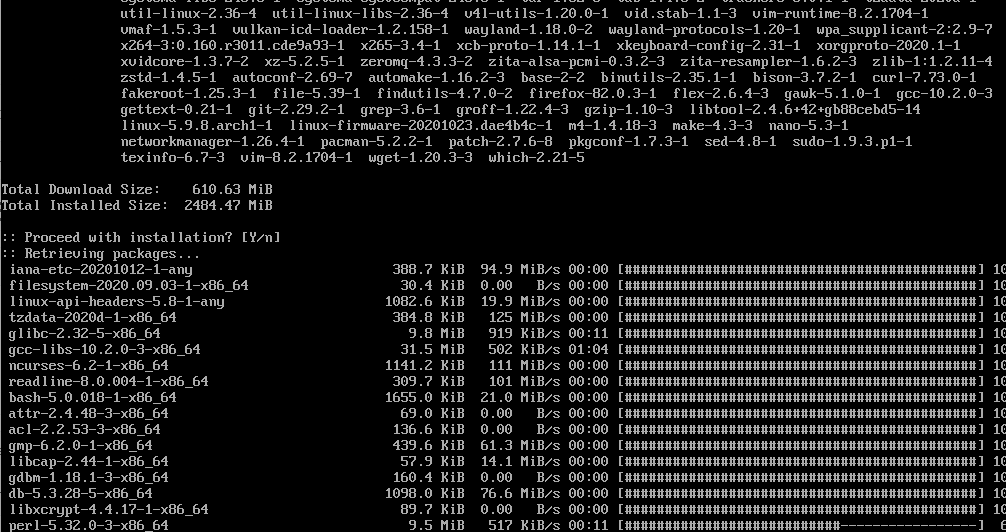 util-linux-2.36-4 util-linux-libs-2.36-4 v4l-utils-1.20.0-1 vid.stab-1.1-3 vim-runtime-8.2.1704-1
vmaf-1.5.3-1 vulkan-icd-loader-1.2.158-1 wayland-1.18.0-2 wayland-protocols-1.20-1 wpa_supplicant-2:2.9-7
x264-3:0.160.r3011.cde9a93-1 x265-3.4-1 xcb-proto-1.14.1-1 xkeyboard-config-2.31-1 xorgproto-2020.1-1
xvidcore-1.3.7-2 xz-5.2.5-1 zeromq-4.3.3-2 zita-alsa-pcmi-0.3.2-3 zita-resampler-1.6.2-3 zlib-1:1.2.11-4
zstd-1.4.5-1 autoconf-2.69-7 automake-1.16.2-3 base-2-2 binutils-2.35.1-1 bison-3.7.2-1 curl-7.73.0-1
fakeroot-1.25.3-1 file-5.39-1 findutils-4.7.0-2 firefox-82.0.3-1 flex-2.6.4-3 gawk-5.1.0-1 gcc-10.2.0-3
gettext-0.21-1 git-2.29.2-1 grep-3.6-1 groff-1.22.4-3 gzip-1.10-3 libtool-2.4.6+42+gb88cebd5-14
linux-5.9.8.arch1-1 linux-firmware-20201023.dae4b4c-1 m4-1.4.18-3 make-4.3-3 nano-5.3-1
networkmanager-1.26.4-1 pacman-5.2.2-1 patch-2.7.6-8 pkgconf-1.7.3-1 sed-4.8-1 sudo-1.9.3.p1-1
texinfo-6.7-3 vim-8.2.1704-1 wget-1.20.3-3 which-2.21-5
Total Download Size: 610.63 MiB
Total Installed Size: 2484.47 MiB
:: Proceed with installation? [Y/n]
:: Retrieving packages...
iana-etc-20201012-1-any 388.7 KiB 94.9 MiB/s 00:00 [############################################] 10
filesystem-2020.09.03-1-x86_64 30.4 KiB 0.00 B/s 00:00 [############################################] 10
linux-api-headers-5.8-1-any 1082.6 KiB 19.9 MiB/s 00:00 [############################################] 10
tzdata-2020d-1-x86_64 384.8 KiB 125 MiB/s 00:00 [############################################] 10
glibc-2.32-5-x86_64 9.8 MiB 919 KiB/s 00:11 [############################################] 10
gcc-libs-10.2.0-3-x86_64 31.5 MiB 502 KiB/s 01:04 [############################################] 10
ncurses-6.2-1-x86_64 1141.2 KiB 111 MiB/s 00:00 [############################################] 10
readline-8.0.004-1-x86_64 309.7 KiB 101 MiB/s 00:00 [############################################] 10
bash-5.0.018-1-x86_64 1655.0 KiB 21.0 MiB/s 00:00 [############################################] 10
attr-2.4.48-3-x86_64 69.0 KiB 0.00 B/s 00:00 [############################################] 10
acl-2.2.53-3-x86_64 136.6 KiB 0.00 B/s 00:00 [############################################] 10
gmp-6.2.0-1-x86_64 439.6 KiB 61.3 MiB/s 00:00 [############################################] 10
libcap-2.44-1-x86_64 57.9 KiB 14.1 MiB/s 00:00 [############################################] 10
gdbm-1.18.1-3-x86_64 160.4 KiB 0.00 B/s 00:00 [############################################] 10
db-5.3.28-5-x86_64 1098.0 KiB 76.6 MiB/s 00:00 [############################################] 10
libxcrypt-4.4.17-1-x86_64 89.7 KiB 0.00 B/s 00:00 [############################################] 10
perl-5.32.0-3-x86_64 9.5 MiB 517 KiB/s 00:11 [###########################-----------------] 6